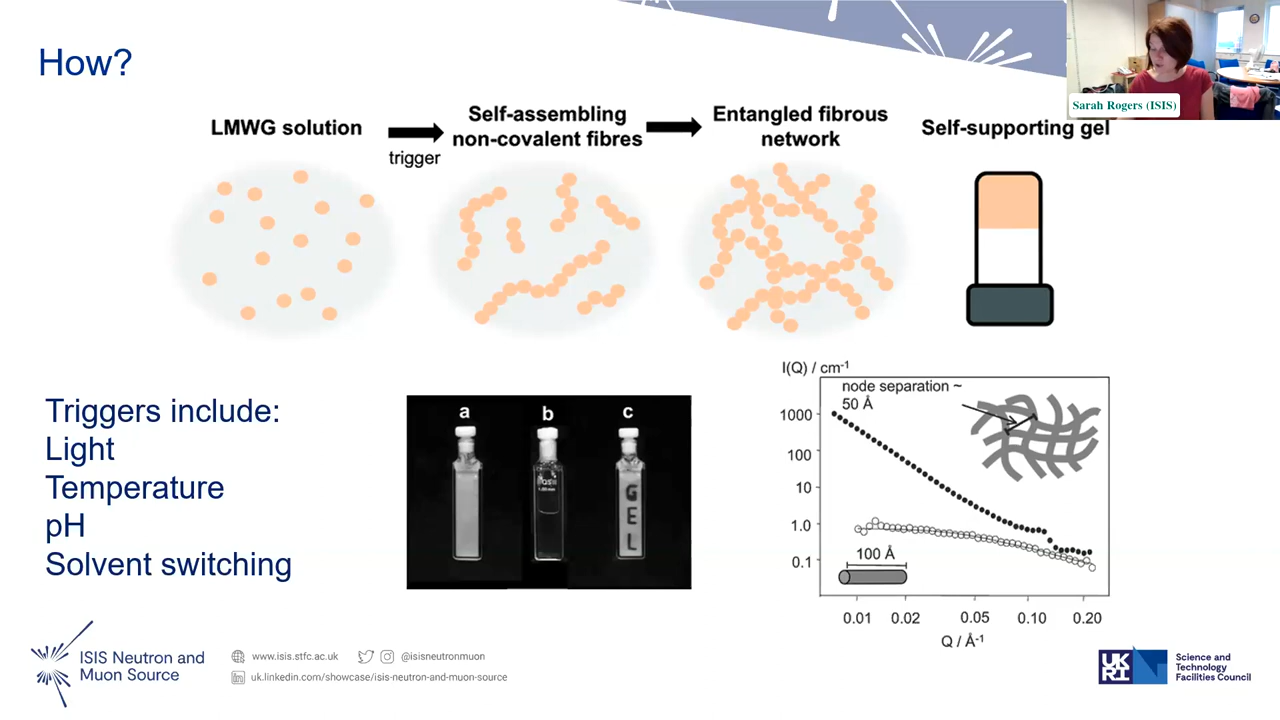 How?
Sarah Rogers (ISIS)
LMWG solution
trigger
Self-assembling
non-covalent fibres
Entangled fibrous
network
Self-supporting gel
Triggers include:
Light
Temperature
pH
Solvent switching
a
b
c
GEL
I(Q) / cm-1
node separation ~
50 Å
1000
100
10
1.0
0.1
100 Å
0.01 0.02 0.05 0.10 0.20
Q / Å-1
ISIS Neutron and
Muon Source
www.isis.stfc.ac.uk
@isisneutronmuon
uk.linkedin.com/showcase/isis-neutron-and-muon-source
UKRI
Science and
Technology
Facilities Council